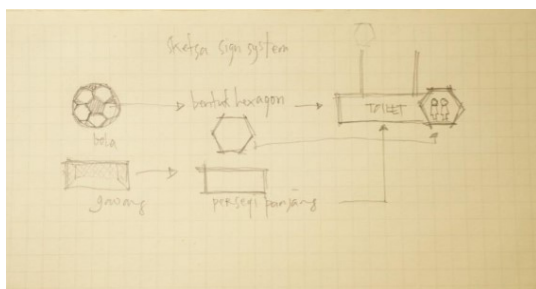 sketsa sign system
bentuk hexagon
TOILET
bola
gawang
persegi panjang